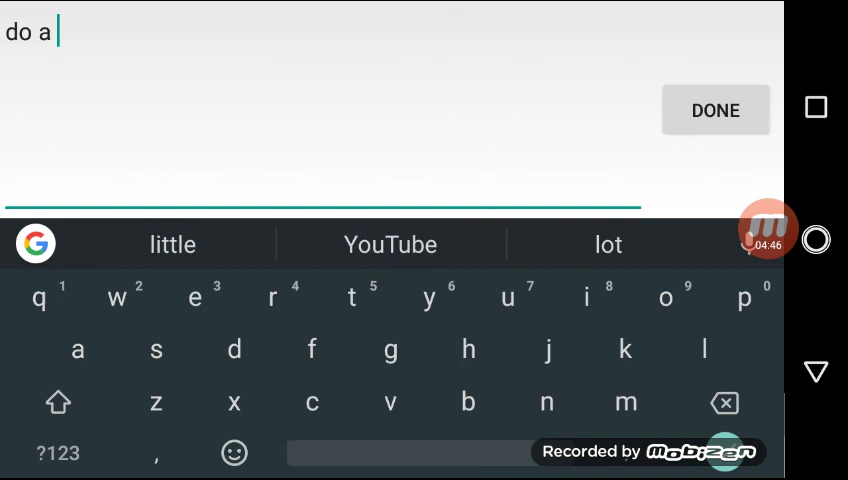 do a
DONE
little YouTube lot
04:46
q 1 w 2 e 3 r 4 t 5 y 6 u 7 i 8 o 9 p 0
a s d f g h j k l
z x c v b n m
?123 ,
Recorded by mobizen